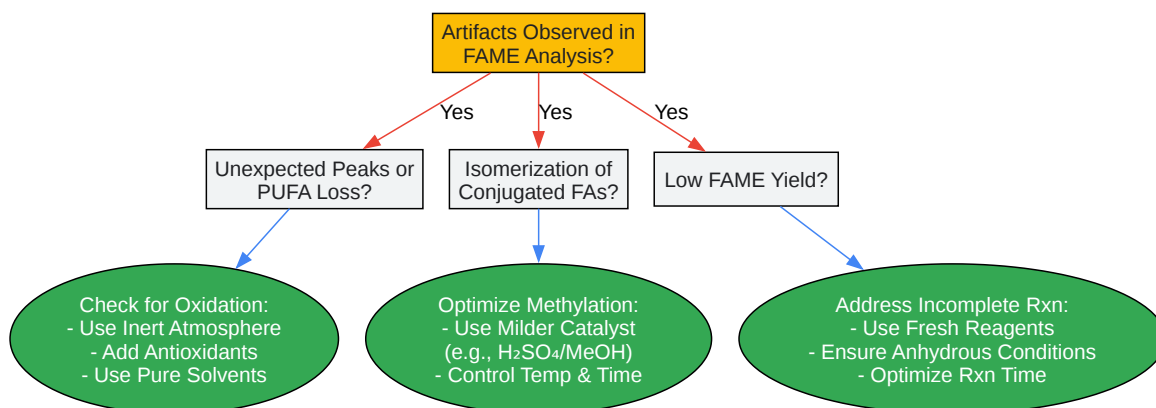 Artifacts Observed in
FAME Analysis?
Yes
Yes
Yes
Unexpected Peaks or
PUFA Loss?
Isomerization of
Conjugated FAs?
Low FAME Yield?
Check for Oxidation:
- Use Inert Atmosphere
- Add Antioxidants
- Use Pure Solvents
Optimize Methylation:
- Use Milder Catalyst
(e.g., H₂SO₄/MeOH)
- Control Temp & Time
Address Incomplete Rxn:
- Use Fresh Reagents
- Ensure Anhydrous Conditions
- Optimize Rxn Time